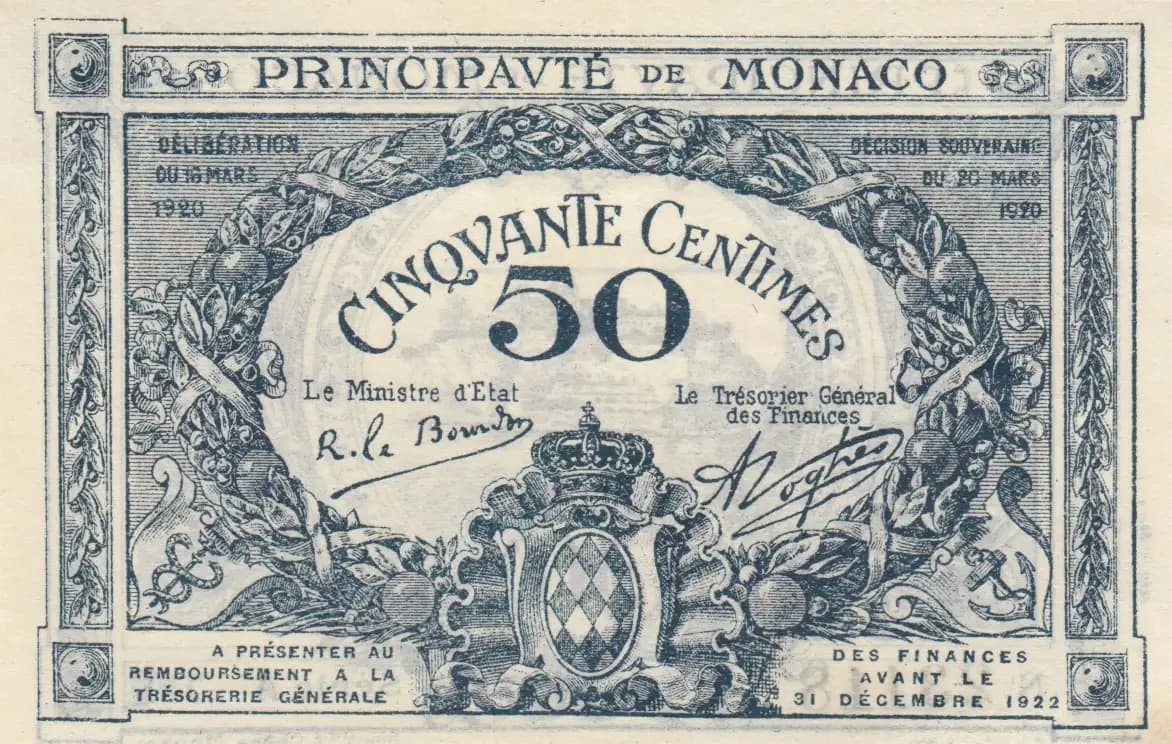 PRINCIPAVTÉ DE MONACO
DÉLIBÉRATION
DU 16 MARS
1920
DÉCISION SOUVERAINE
DU 20 MARS
1920
CINQVANTE CENTIMES
50
Le Ministre d'Etat
R. le Bourdon
Le Trésorier Général
des Finances
A PRÉSENTER AU
REMBOURSEMENT A LA
TRÉSORERIE GÉNÉRALE
DES FINANCES
AVANT LE
31 DÉCEMBRE 1922